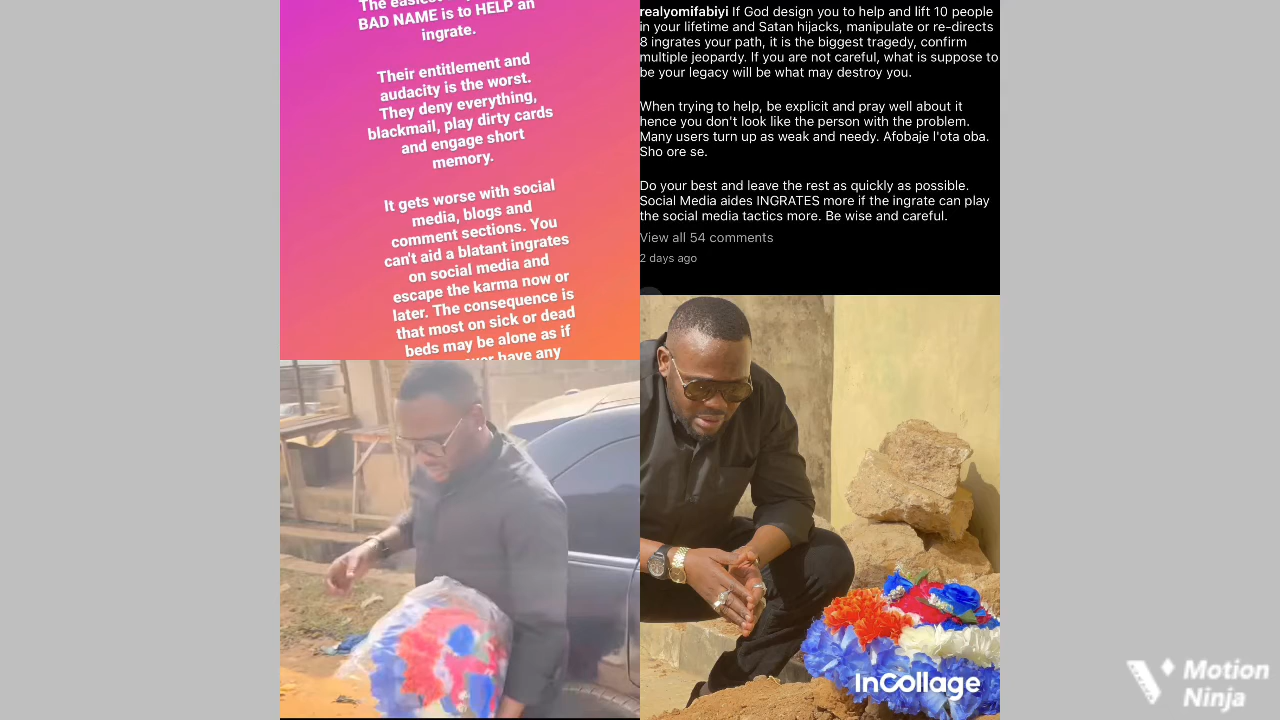 BAD NAME is to HELP an
ingrate.
Their entitlement and
audacity is the worst.
They deny everything,
blackmail, play dirty cards
and engage short
memory.
It gets worse with social
media, blogs and
comment sections. You
can't aid a blatant ingrates
on social media and
escape the karma now or
later. The consequence is
that most on sick or dead
beds may be alone as if
have any
realyomifabiyi If God design you to help and lift 10 people
in your lifetime and Satan hijacks, manipulate or re-directs
8 ingrates your path, it is the biggest tragedy, confirm
multiple jeopardy. If you are not careful, what is suppose to
be your legacy will be what may destroy you.
When trying to help, be explicit and pray well about it
hence you don't look like the person with the problem.
Many users turn up as weak and needy. Afobaje l'ota oba.
Sho ore se.
Do your best and leave the rest as quickly as possible.
Social Media aides INGRATES more if the ingrate can play
the social media tactics more. Be wise and careful.
View all 54 comments
2 days ago
InCollage
Motion
Ninja